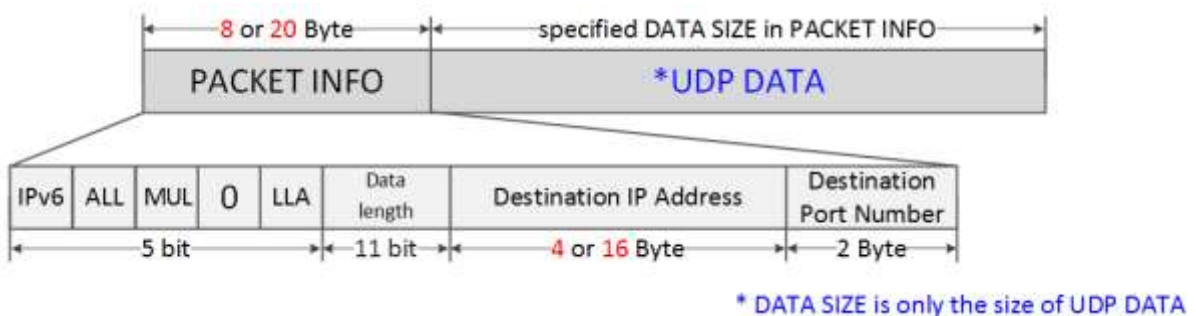 8 or 20 Byte specified DATA SIZE in PACKET INFO
PACKET INFO *UDP DATA
IPv6 ALL MUL 0 LLA Data length Destination IP Address Destination Port Number
5 bit 11 bit 4 or 16 Byte 2 Byte
* DATA SIZE is only the size of UDP DATA